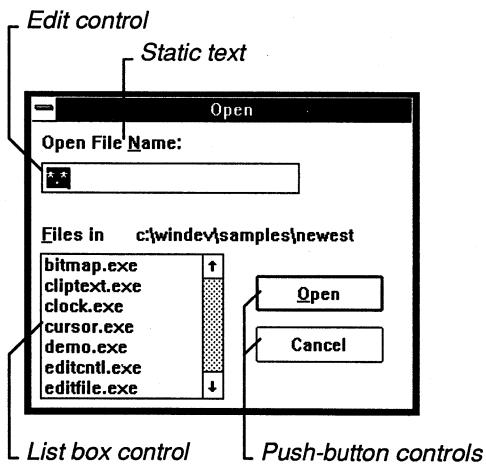 Edit control
Static text
Open
Open File Name:
*.*
Files in c:\windev\samples\newest
bitmap.exe
cliptext.exe
clock.exe
cursor.exe
demo.exe
editcntl.exe
editfile.exe
Open
Cancel
List box control
Push-button controls